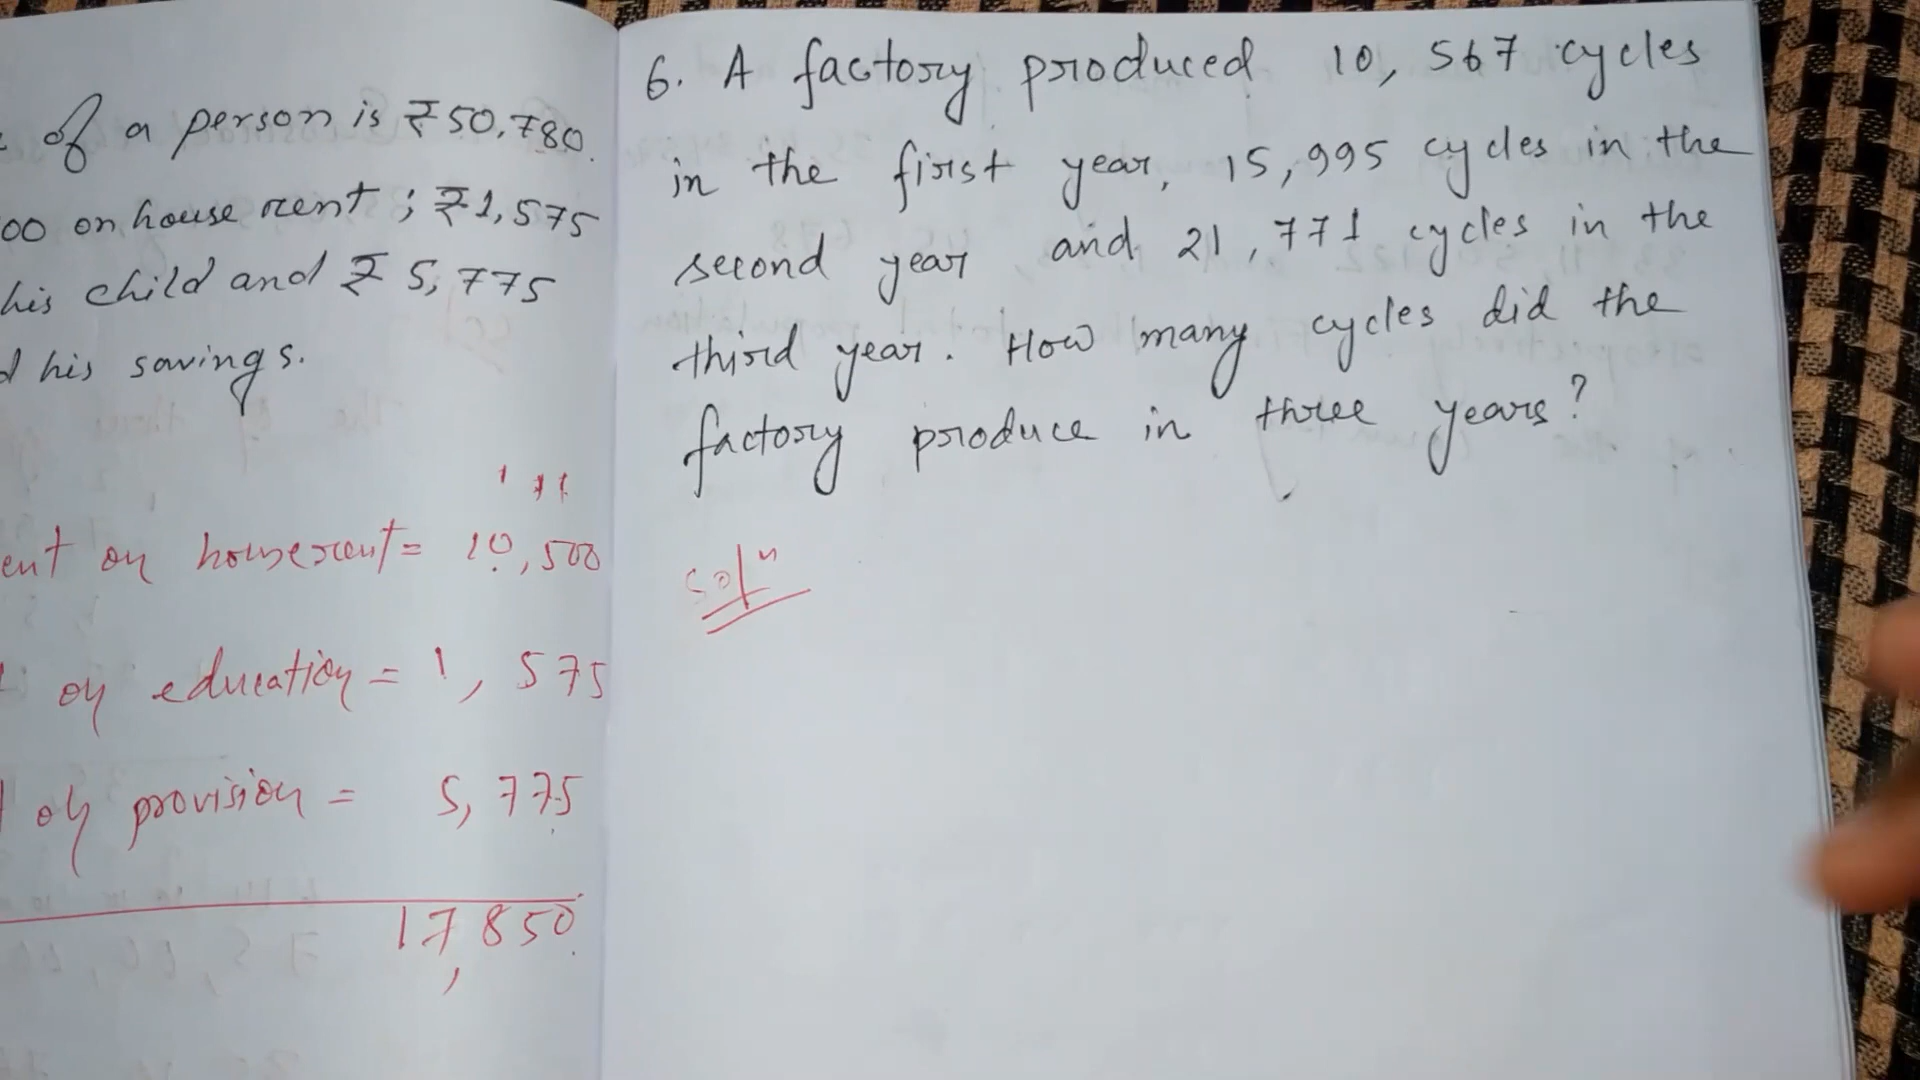 of a person is ₹50,780.
00 on house rent; ₹1,575
his child and ₹ 5,775
his savings.
ent on houserent = 10,500
on education = 1,575
on provision = 5,775
17,850
6. A factory produced 10,567 cycles
in the first year, 15,995 cycles in the
second year and 21,771 cycles in the
third year. How many cycles did the
factory produce in three years?
Solⁿ